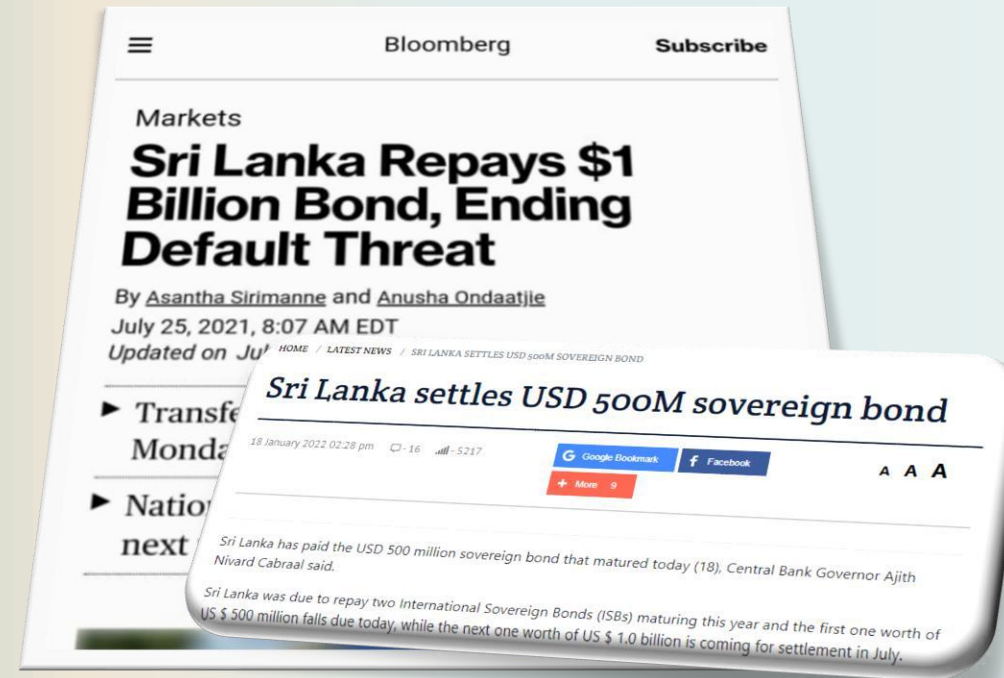 Bloomberg
Subscribe
Markets
Sri Lanka Repays $1
Billion Bond, Ending
Default Threat
By Asantha Sirimanne and Anusha Ondaatjie
July 25, 2021, 8:07 AM EDT
Updated on
Monda
next
HOME / LATEST NEWS / SRI LANKA SETTLES USD 500M SOVEREIGN BOND
Sri Lanka settles USD 500M sovereign bond
18 January 2022 02:28 pm - 16 - 5217
G Google Bookmark
f Facebook
+ More 9
A A A
Sri Lanka has paid the USD 500 million sovereign bond that matured today (18), Central Bank Governor Ajith
Nivard Cabraal said.
Sri Lanka was due to repay two International Sovereign Bonds (ISBs) maturing this year and the first one worth of
US $ 500 million falls due today, while the next one worth of US $ 1.0 billion is coming for settlement in July.